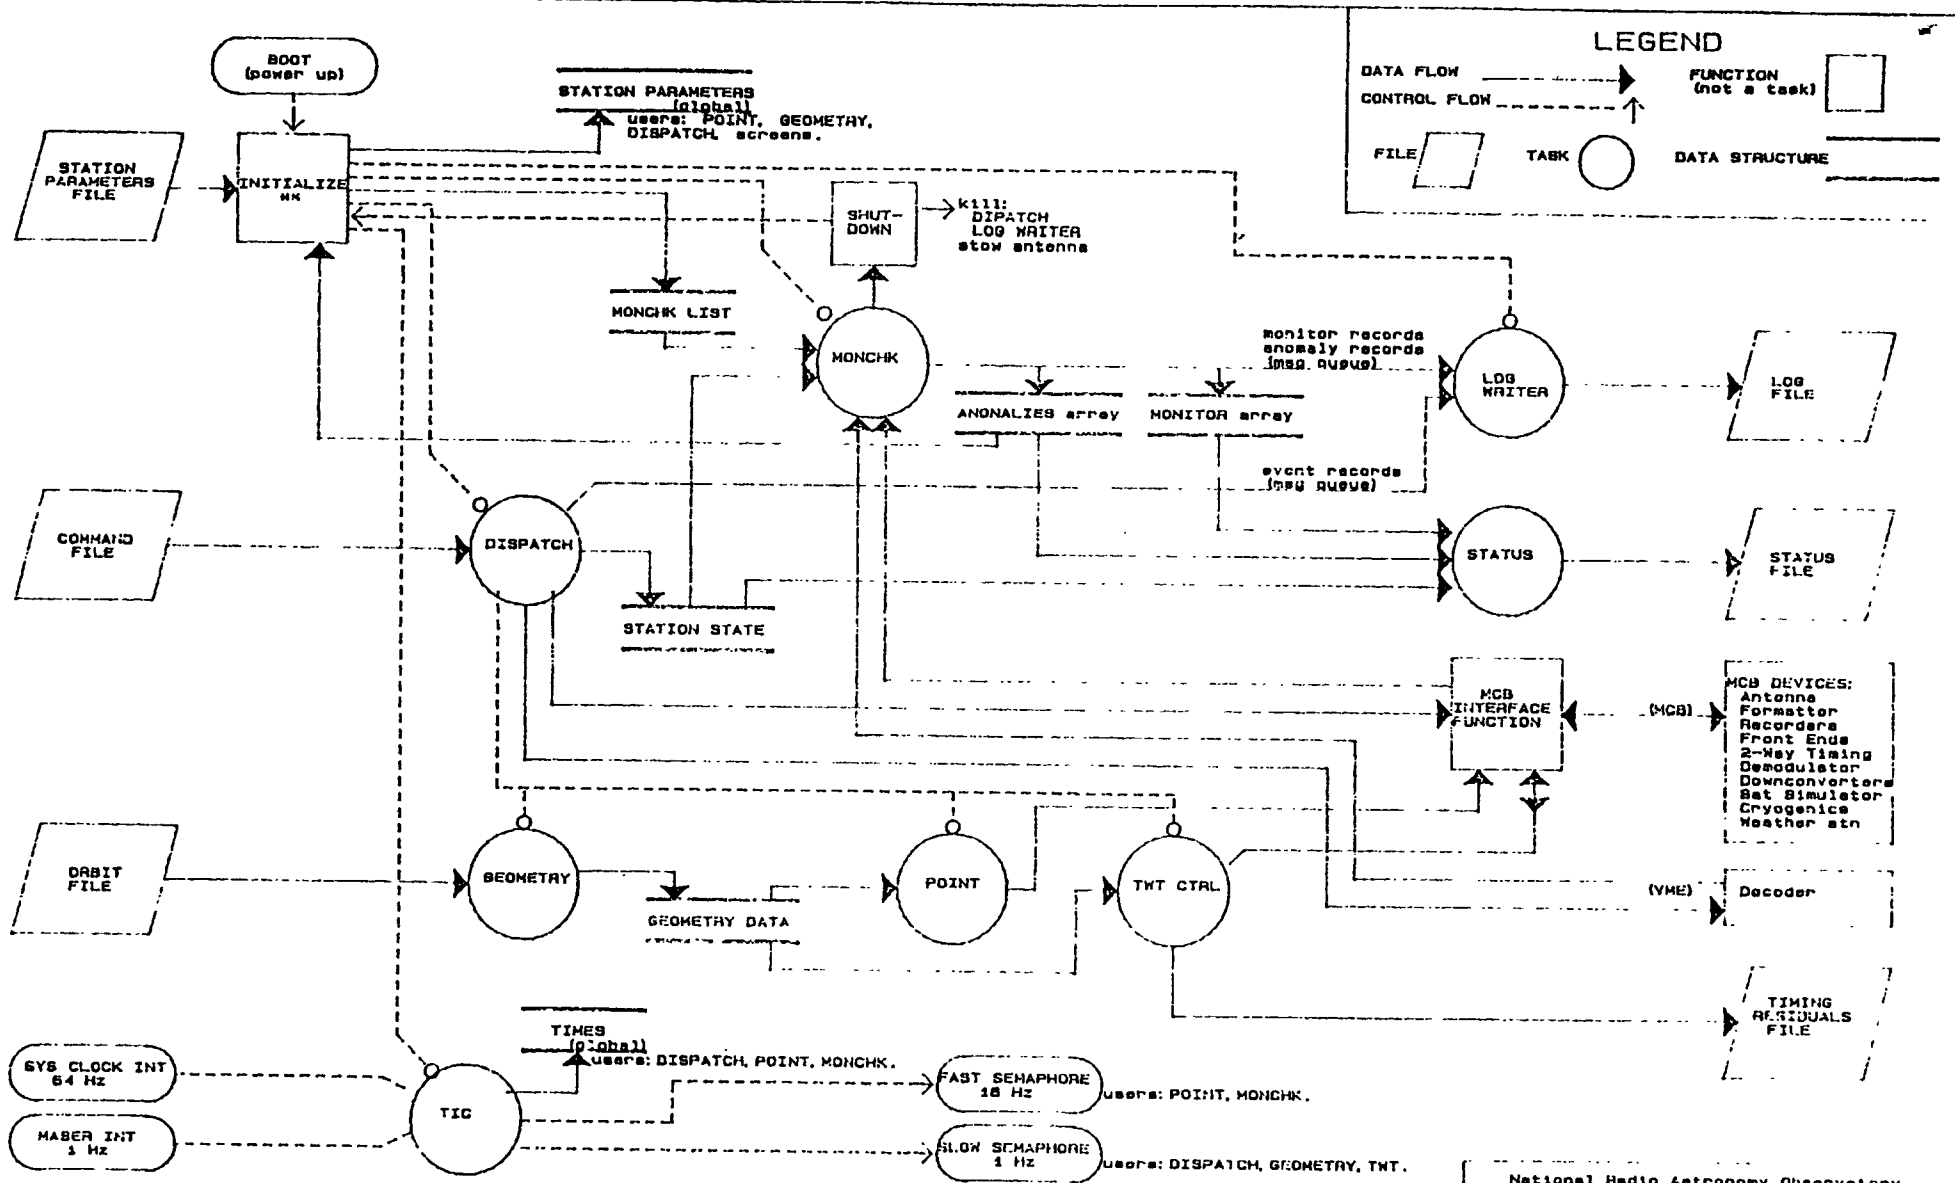 LEGEND
DATA FLOW
CONTROL FLOW
FUNCTION
(not a task)
FILE
TASK
DATA STRUCTURE
BOOT
(power up)
STATION PARAMETERS
(global)
users: POINT, GEOMETRY,
DISPATCH, screens.
STATION
PARAMETERS
FILE
INITIALIZE
SHUT-
DOWN
kill:
DIPATCH
LOG WRITER
stow antenna
MONCHK LIST
MONCHK
monitor records
anomaly records
(msg queue)
LOG
WRITER
LOG
FILE
ANONALIES array
MONITOR array
event records
(msg queue)
COMMAND
FILE
DISPATCH
STATUS
STATUS
FILE
STATION STATE
MCB
INTERFACE
FUNCTION
(MCB)
MCB DEVICES:
Antenna
Formattor
Recorders
Front Ends
2-Way Timing
Demodulator
Downconverters
Sat Simulator
Cryogenics
Weather stn
ORBIT
FILE
GEOMETRY
GEOMETRY DATA
POINT
TWT CTRL
(VME)
Decoder
TIMING
RESIDUALS
FILE
TIMES
(global)
users: DISPATCH, POINT, MONCHK.
SYS CLOCK INT
64 Hz
MASER INT
1 Hz
TIC
FAST SEMAPHORE
16 Hz
users: POINT, MONCHK.
SLOW SEMAPHORE
1 Hz
users: DISPATCH, GEOMETRY, TWT.
National Radio Astronomy Observatory